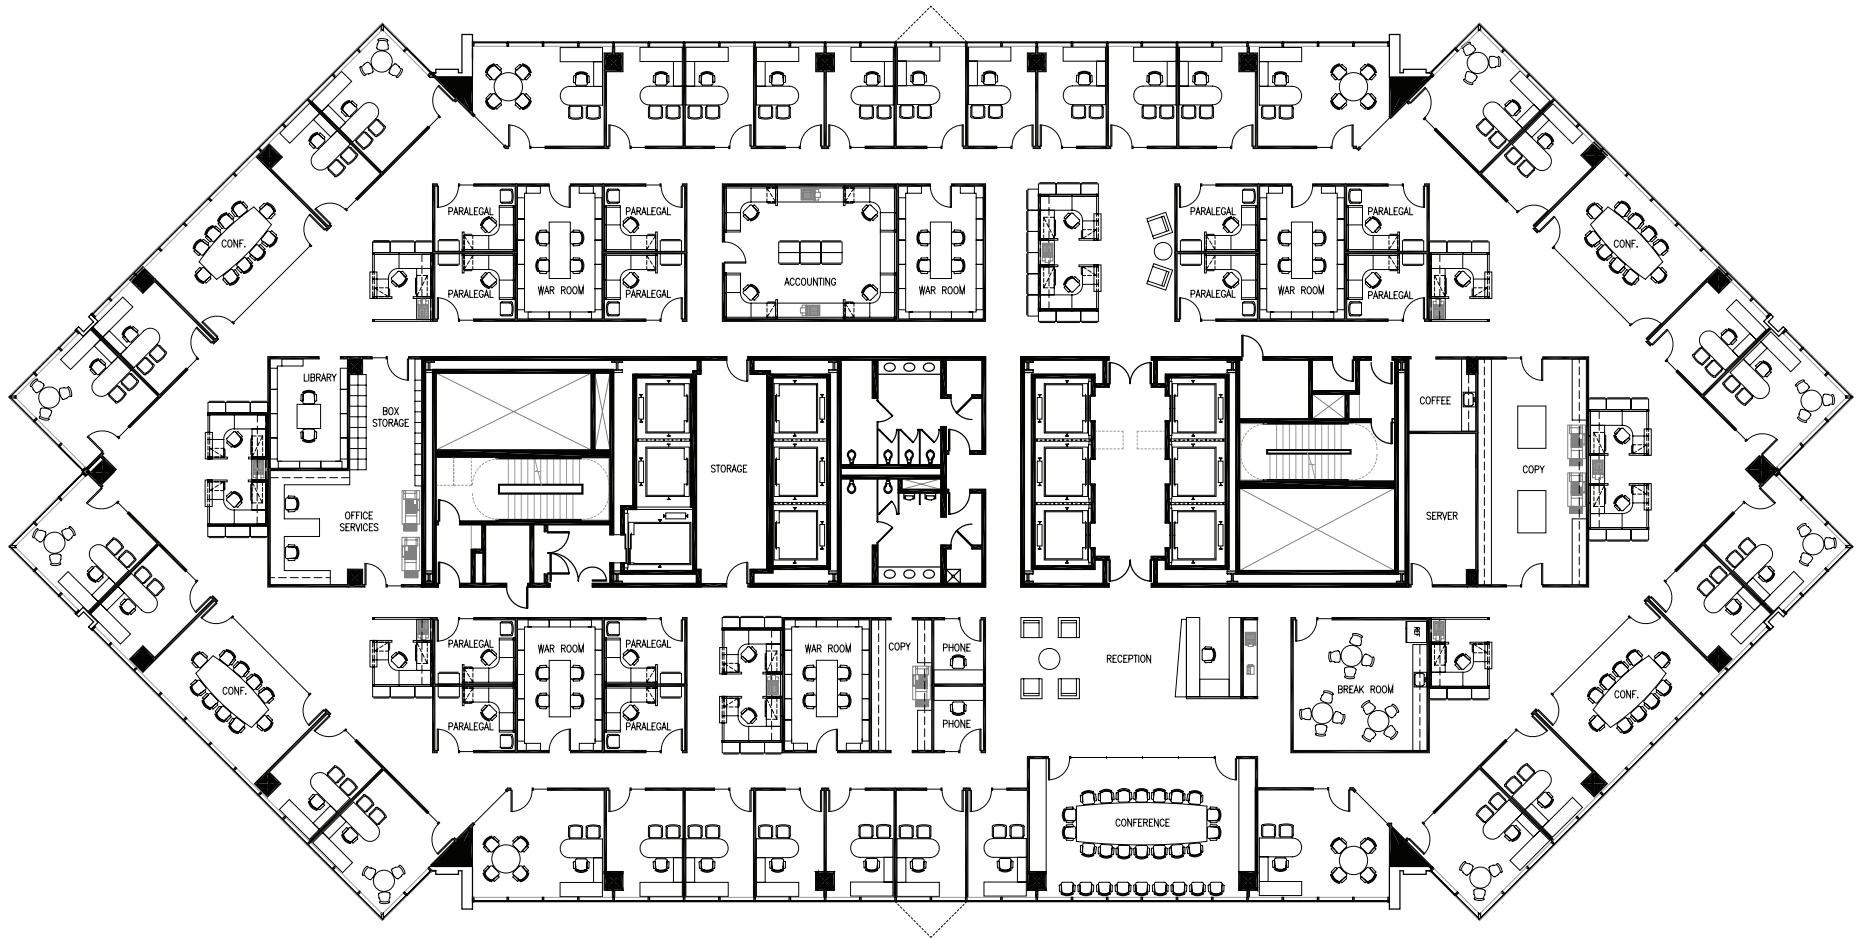 PARALEGAL
PARALEGAL
PARALEGAL
PARALEGAL
CONF.
CONF.
WAR ROOM
ACCOUNTING
WAR ROOM
WAR ROOM
PARALEGAL
PARALEGAL
PARALEGAL
PARALEGAL
LIBRARY
BOX
STORAGE
COFFEE
STORAGE
COPY
OFFICE
SERVICES
SERVER
PARALEGAL
WAR ROOM
PARALEGAL
WAR ROOM
COPY
PHONE
REF
RECEPTION
CONF.
BREAK ROOM
CONF.
PARALEGAL
PARALEGAL
PHONE
CONFERENCE